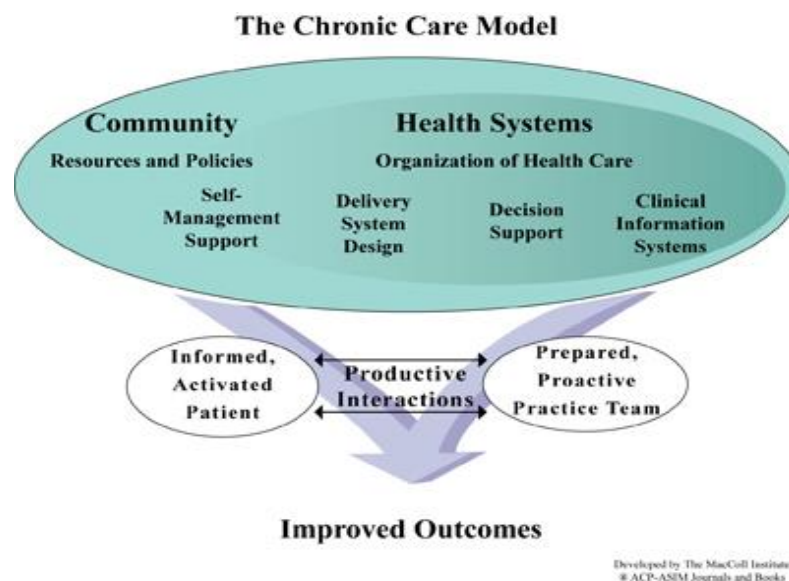 The Chronic Care Model
Community
Health Systems
Resources and Policies
Organization of Health Care
Self-
Management
Support
Delivery
System
Design
Decision
Support
Clinical
Information
Systems
Informed,
Activated
Patient
Productive
Interactions
Prepared,
Proactive
Practice Team
Improved Outcomes
Developed by The MacColl Institute
® ACP-ASIM Journals and Books